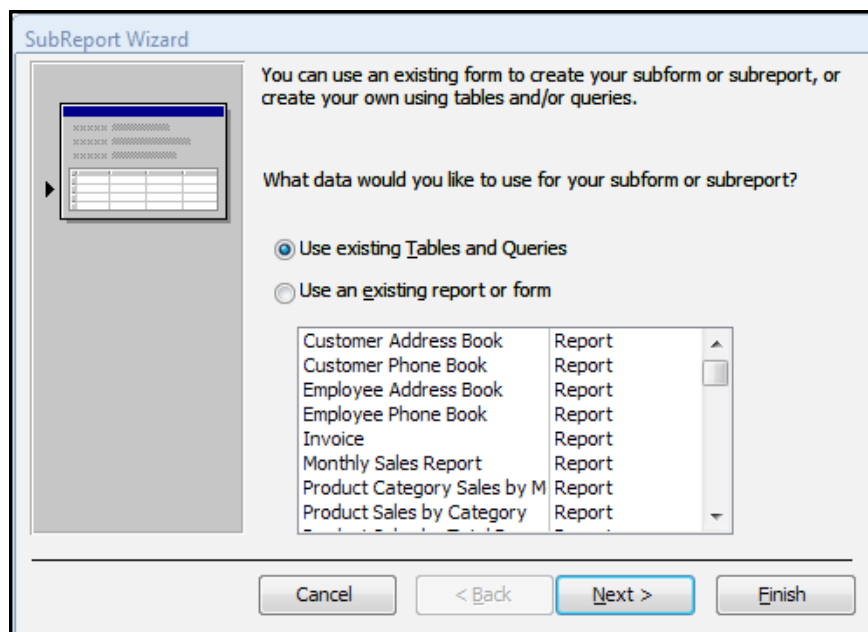 SubReport Wizard
You can use an existing form to create your subform or subreport, or
create your own using tables and/or queries.
What data would you like to use for your subform or subreport?
Use existing Tables and Queries
Use an existing report or form
Customer Address Book Report
Customer Phone Book Report
Employee Address Book Report
Employee Phone Book Report
Invoice Report
Monthly Sales Report Report
Product Category Sales by M Report
Product Sales by Category Report
Cancel < Back Next > Finish